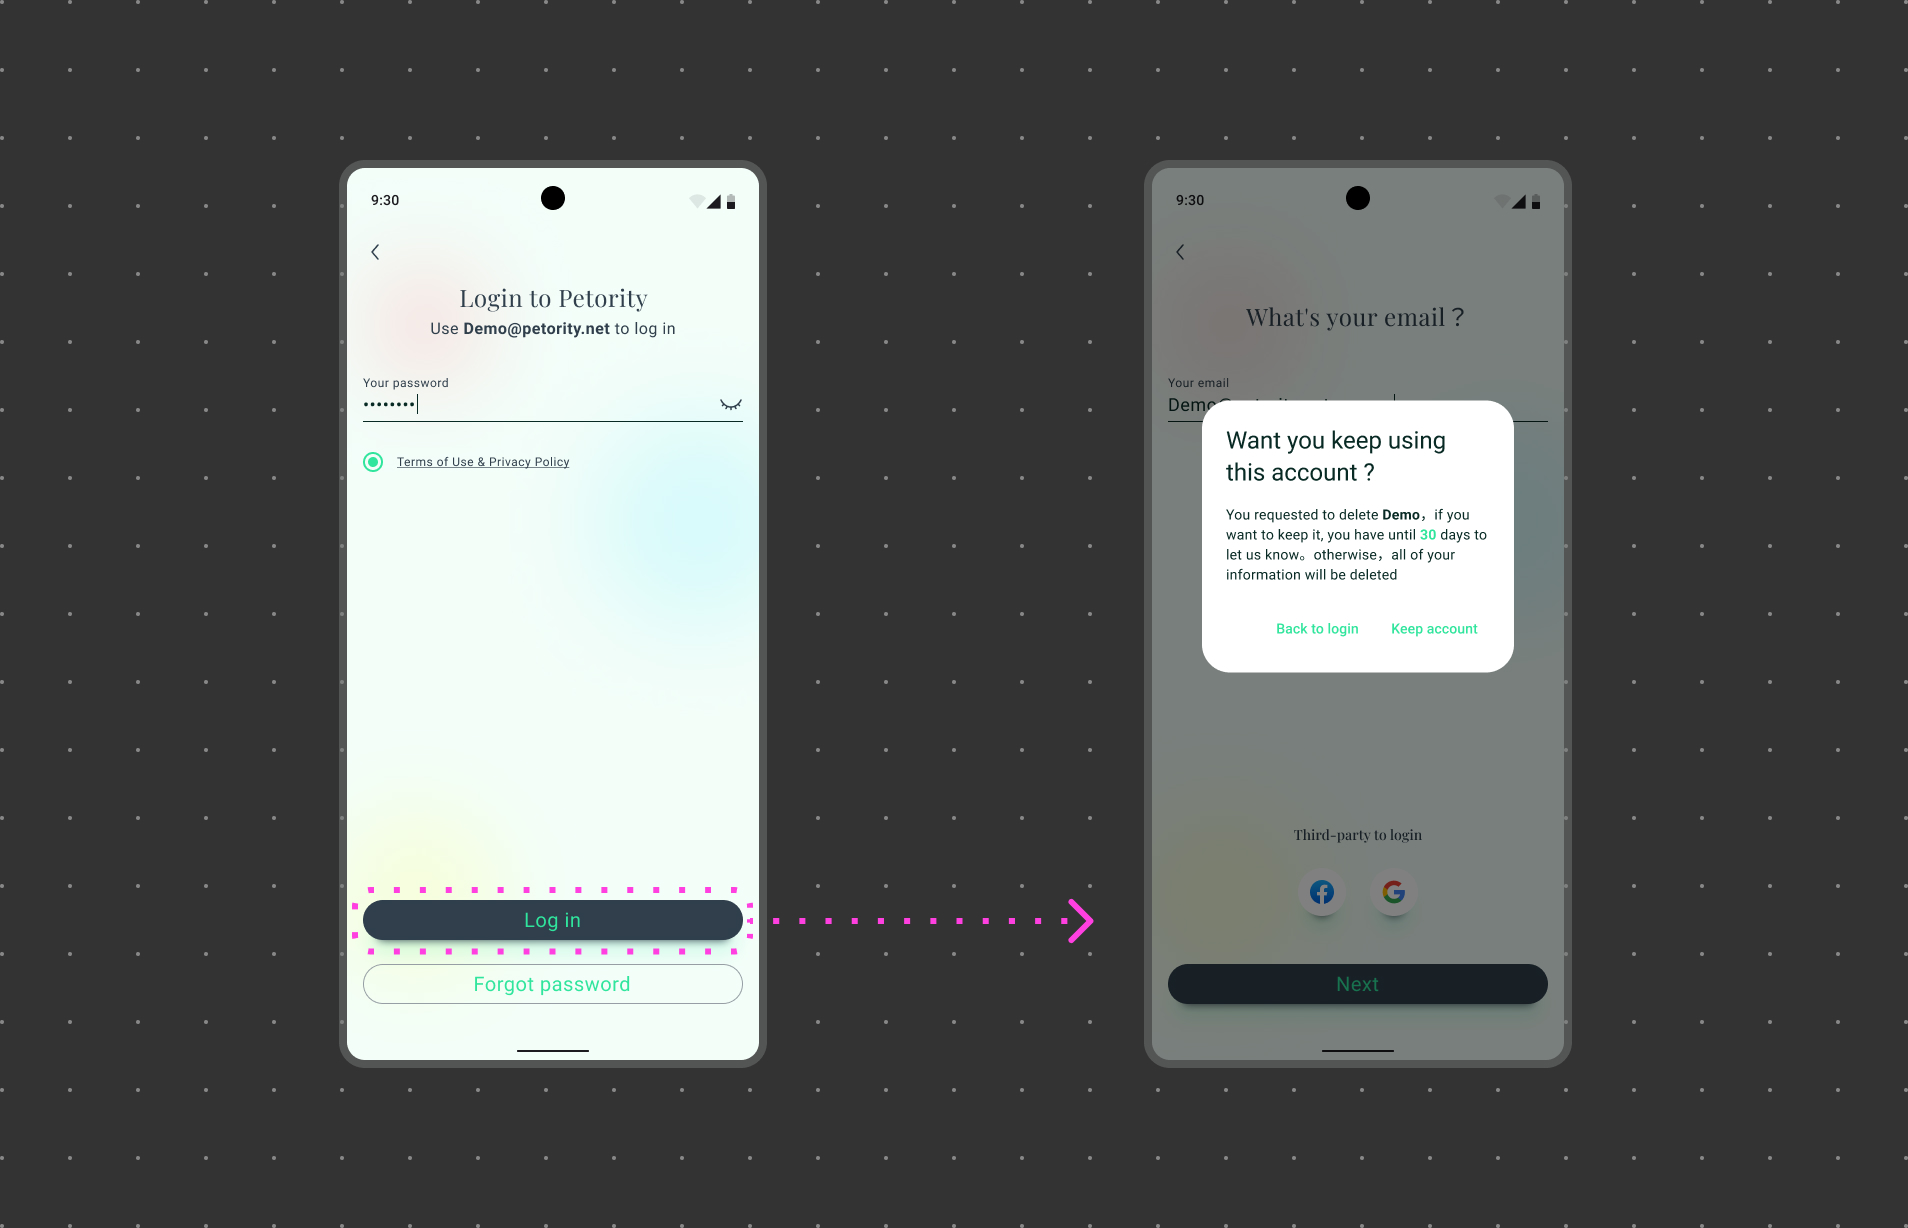 9:30
Login to Petority
Use Demo@petority.net to log in
Your password
••••••••
Terms of Use & Privacy Policy
Log in
Forgot password
9:30
What's your email ?
Your email
Want you keep using
this account ?
You requested to delete Demo，if you
want to keep it, you have until 30 days to
let us know。otherwise，all of your
information will be deleted
Back to login
Keep account
Third-party to login
Next